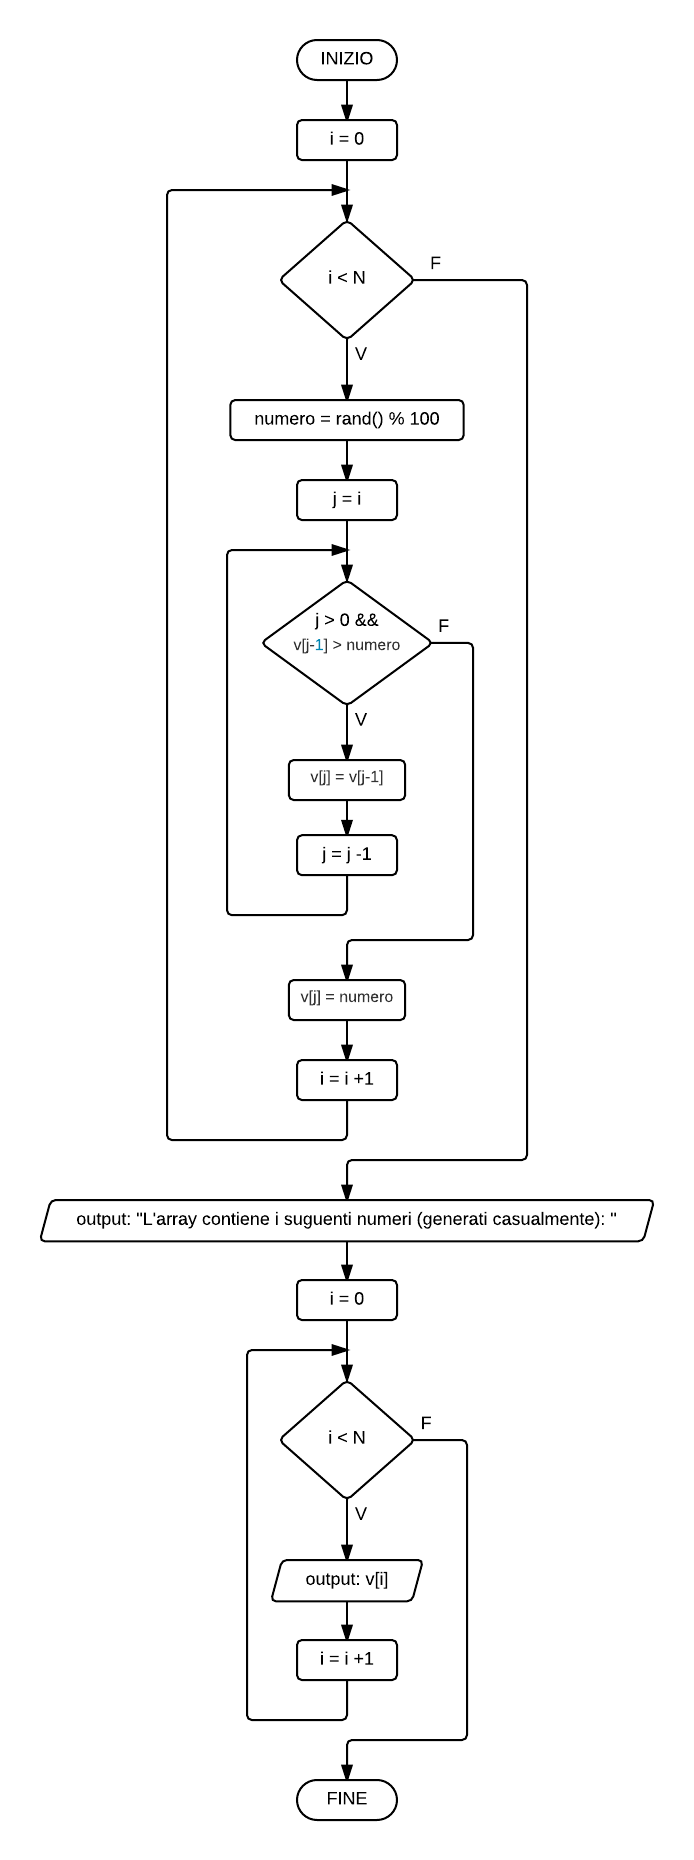 INIZIO
i = 0
i < N
F
V
numero = rand() % 100
j = i
j > 0 &&
v[j-1] > numero
F
V
v[j] = v[j-1]
j = j -1
v[j] = numero
i = i +1
output: "L'array contiene i suguenti numeri (generati casualmente): "
i = 0
i < N
F
V
output: v[i]
i = i +1
FINE